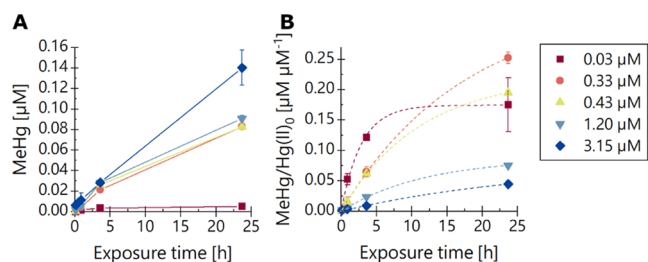 A
MeHg [µM]
0.16
0.14
0.12
0.10
0.08
0.06
0.04
0.02
0.00
0 5 10 15 20 25
Exposure time [h]
B
MeHg/Hg(II)₀ [µM µM⁻¹]
0.25
0.20
0.15
0.10
0.05
0.00
0 5 10 15 20 25
Exposure time [h]
0.03 µM
0.33 µM
0.43 µM
1.20 µM
3.15 µM